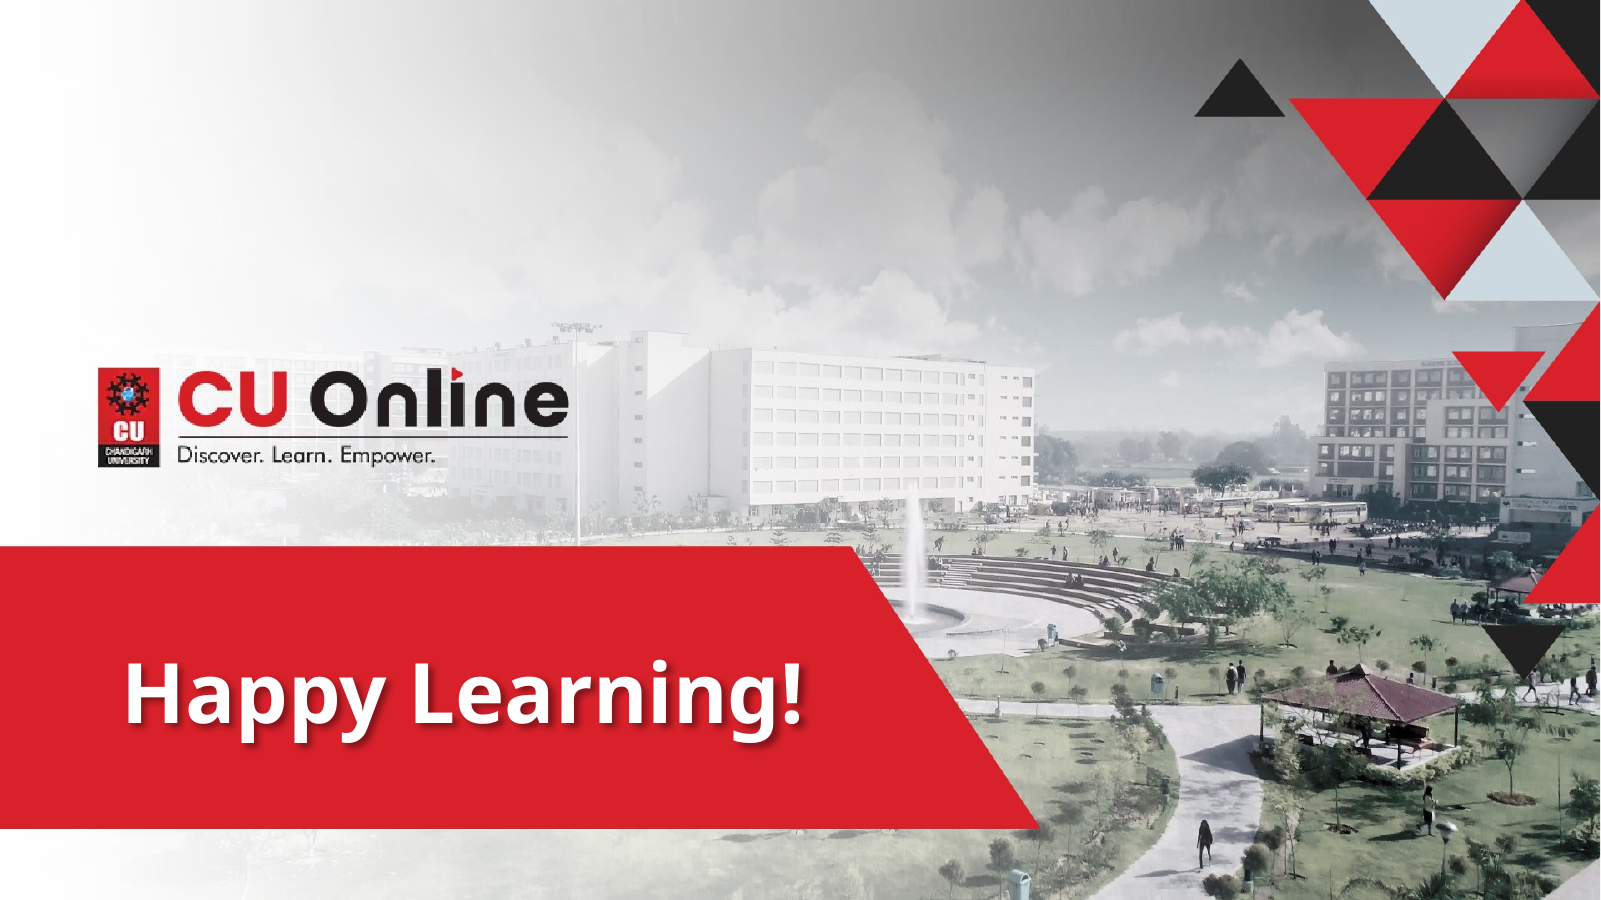 CU Online
CU
CHANDIGARH
UNIVERSITY
Discover. Learn. Empower.
Happy Learning!